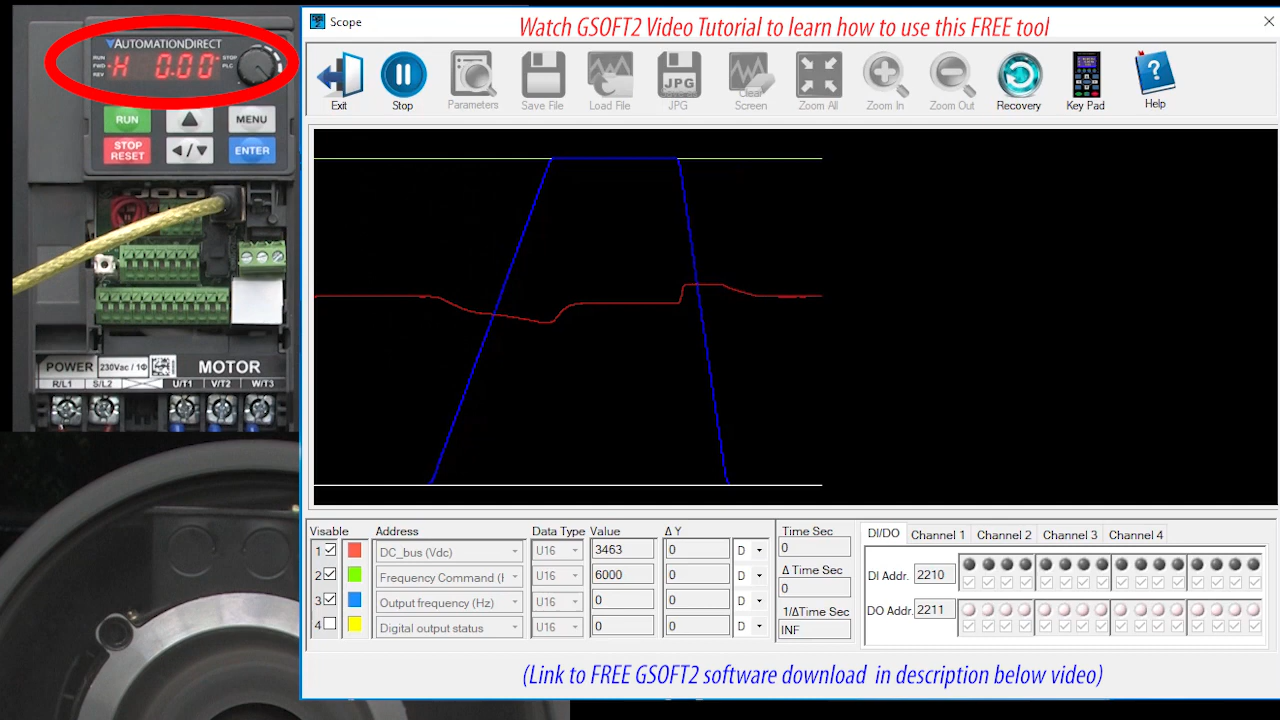 Scope
Watch GSOFT2 Video Tutorial to learn how to use this FREE tool
AUTOMATIONDIRECT
RUN
FWD
REV
H 0.00
STOP
PLC
RUN
MENU
STOP
RESET
ENTER
POWER
230Vac / 1Φ
MOTOR
R/L1 S/L2 U/T1 V/T2 W/T3
Exit
Stop
Parameters
Save File
Load File
JPG
JPG
Clear
Screen
Zoom All
Zoom In
Zoom Out
Recovery
Key Pad
Help
Visable Address Data Type Value Δ Y
1 DC_bus (Vdc) U16 3463 0 D
2 Frequency Command (H U16 6000 0 D
3 Output frequency (Hz) U16 0 0 D
4 Digital output status U16 0 0 D
Time Sec
0
Δ Time Sec
0
1/ΔTime Sec
INF
DI/DO Channel 1 Channel 2 Channel 3 Channel 4
DI Addr. 2210
DO Addr. 2211
(Link to FREE GSOFT2 software download in description below video)